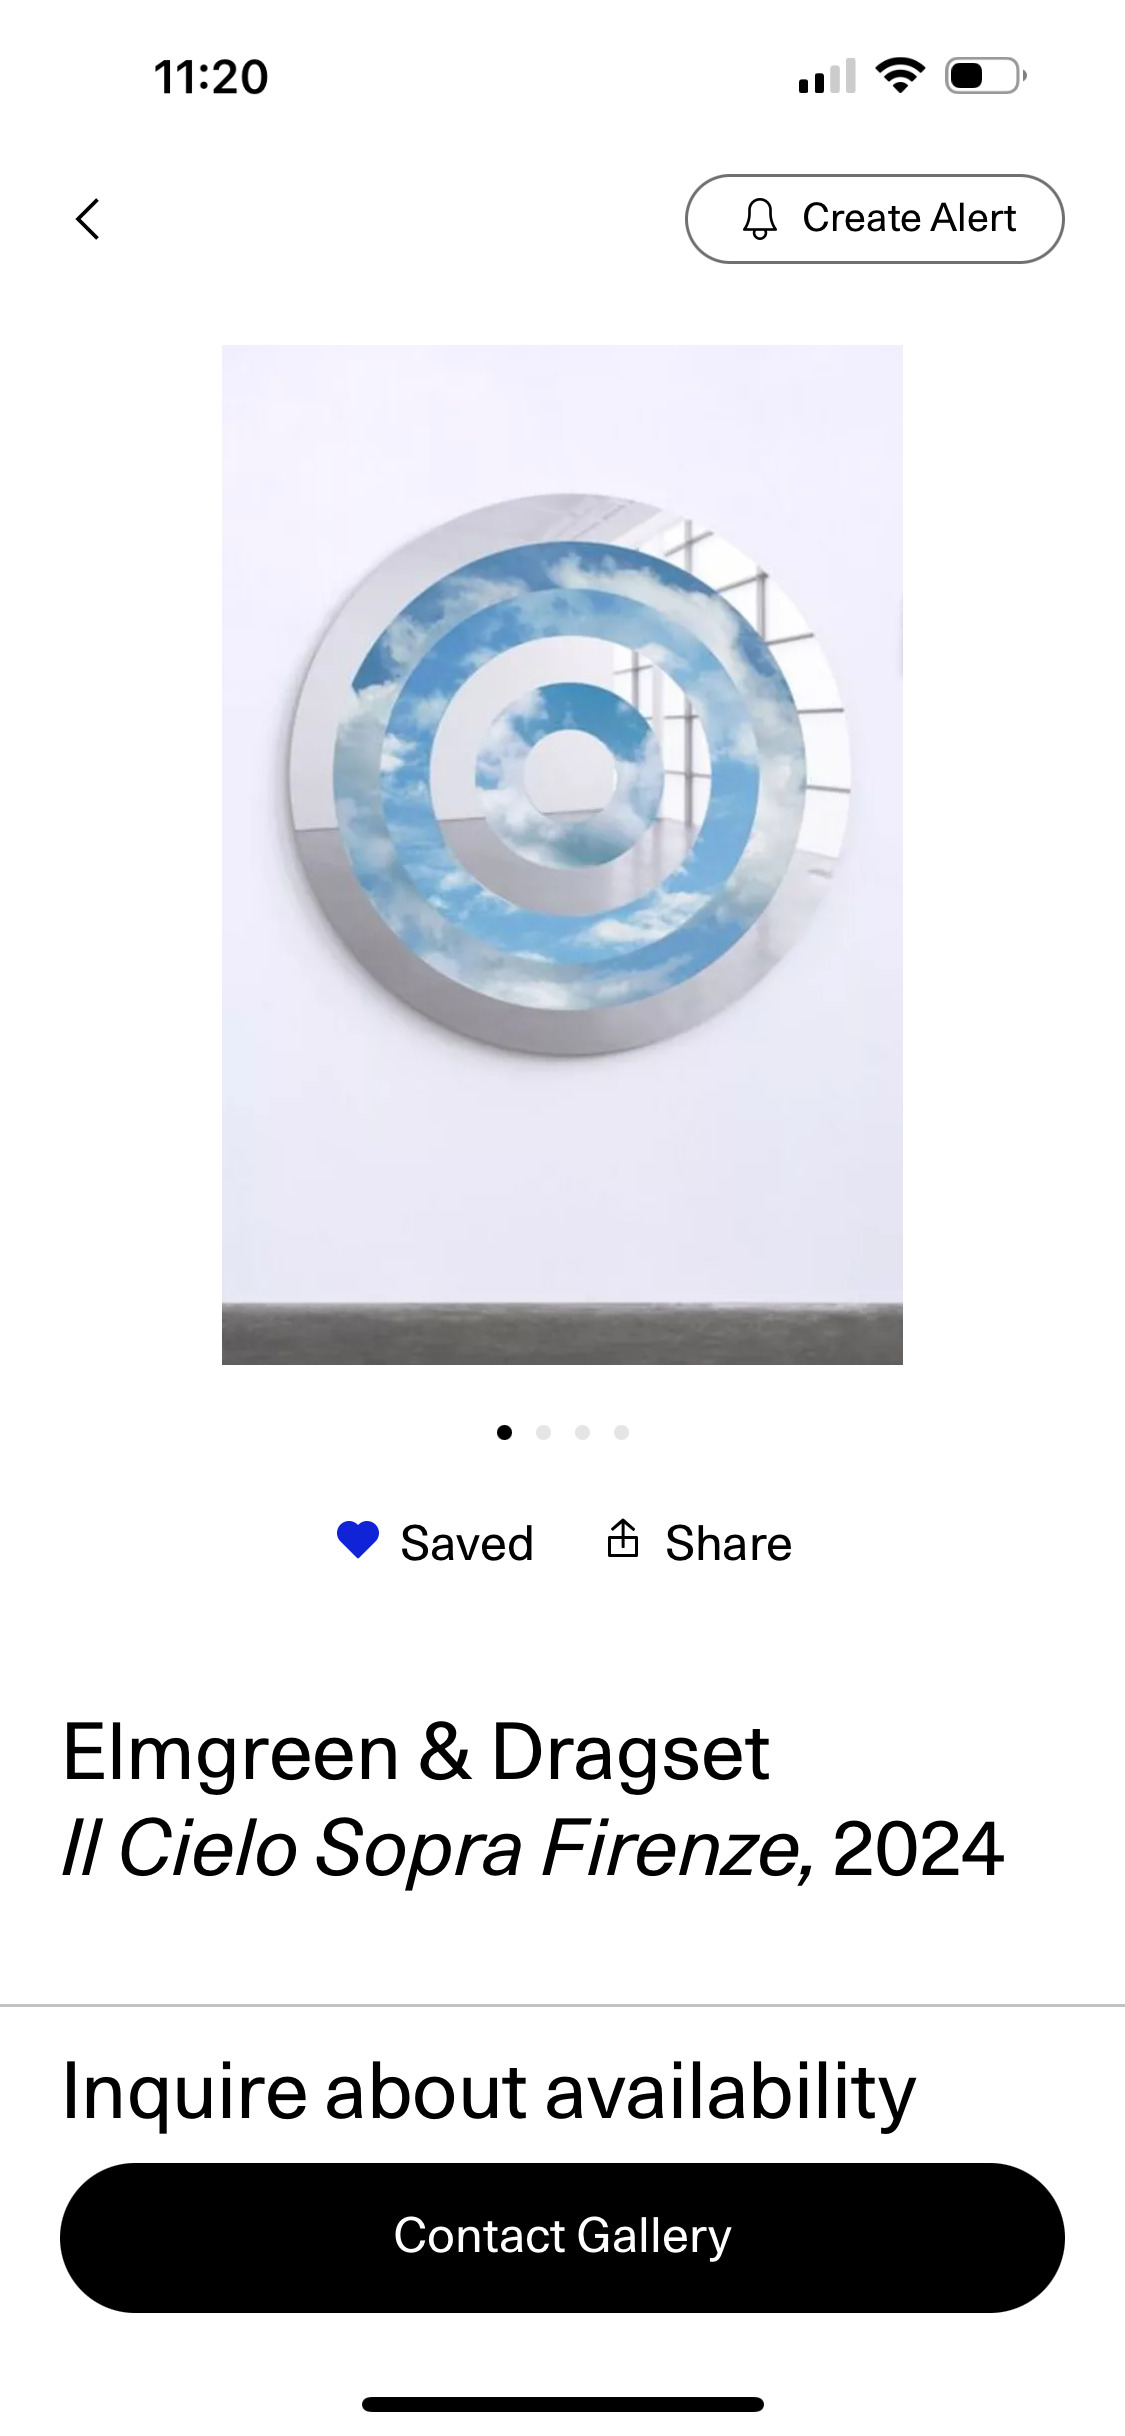 11:20
Create Alert
Saved
Share
Elmgreen & Dragset
Il Cielo Sopra Firenze, 2024
Inquire about availability
Contact Gallery